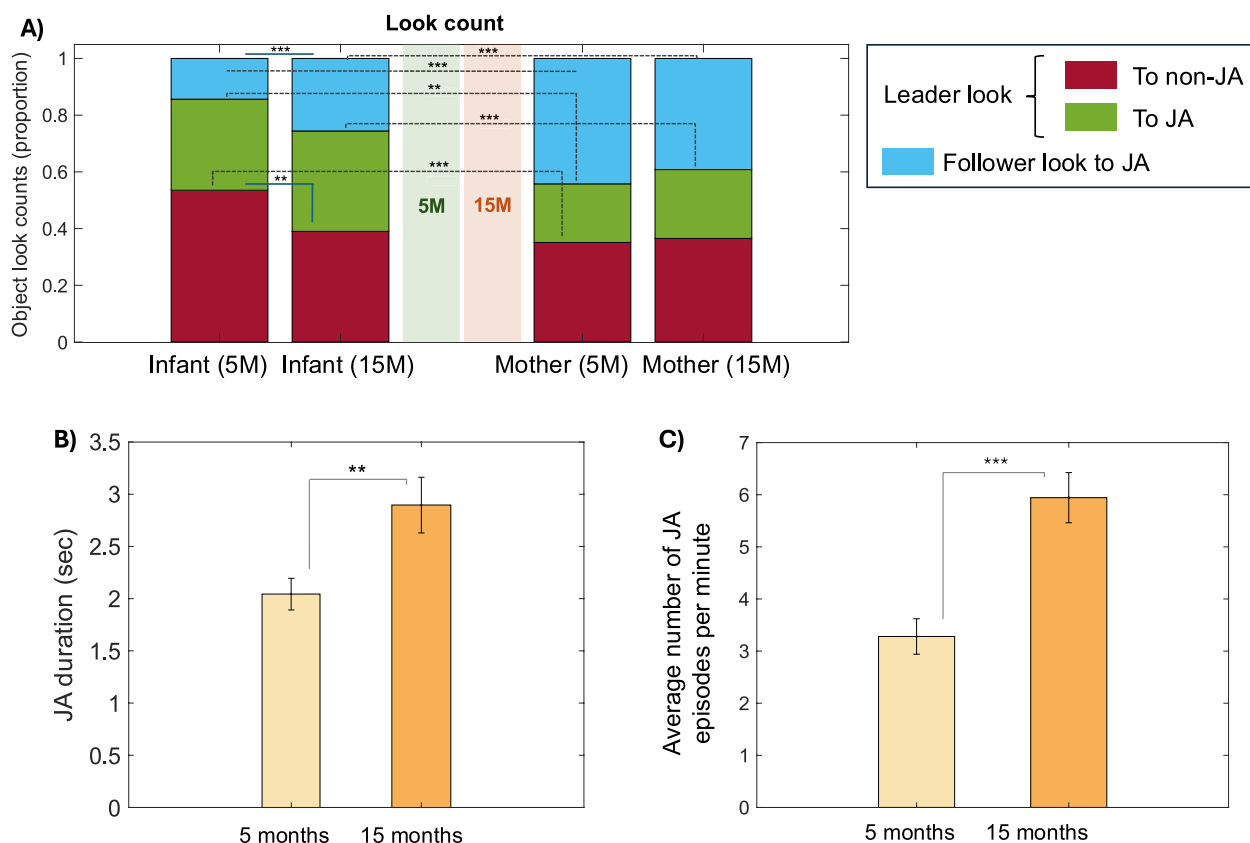 A)
Look count
Object look counts (proportion)
1
0.8
0.6
0.4
0.2
0
***
***
***
**
***
***
**
5M
15M
Infant (5M)
Infant (15M)
Mother (5M)
Mother (15M)
Leader look
To non-JA
To JA
Follower look to JA
B)
JA duration (sec)
3.5
3
2.5
2
1.5
1
0.5
0
**
5 months
15 months
C)
Average number of JA
episodes per minute
7
6
5
4
3
2
1
0
***
5 months
15 months